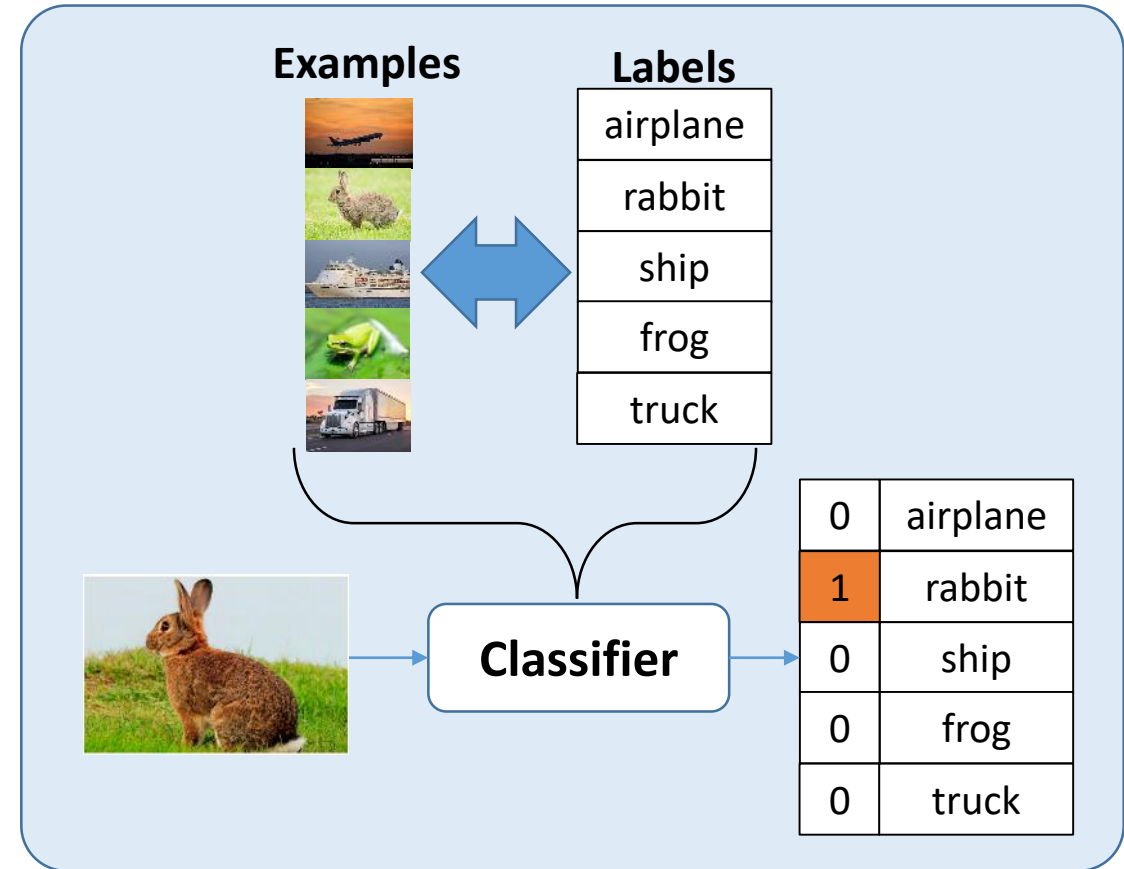 Examples
Labels
airplane
rabbit
ship
frog
truck
Classifier
0 airplane
1 rabbit
0 ship
0 frog
0 truck